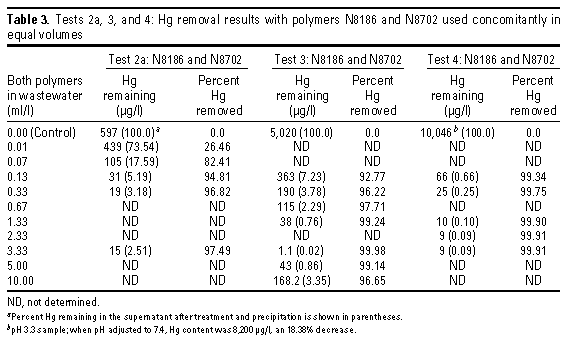 Table 3. Tests 2a, 3, and 4: Hg removal results with polymers N8186 and N8702 used concomitantly in
equal volumes
Test 2a: N8186 and N8702 Test 3: N8186 and N8702 Test 4: N8186 and N8702
Both polymers Hg Percent Hg Percent Hg Percent
in wastewater remaining Hg remaining Hg remaining Hg
(ml/l) (µg/l) removed (µg/l) removed (µg/l) removed
0.00 (Control) 597 (100.0)a 0.0 5,020 (100.0) 0.0 10,046b (100.0) 0.0
0.01 439 (73.54) 26.46 ND ND ND ND
0.07 105 (17.59) 82.41 ND ND ND ND
0.13 31 (5.19) 94.81 363 (7.23) 92.77 66 (0.66) 99.34
0.33 19 (3.18) 96.82 190 (3.78) 96.22 25 (0.25) 99.75
0.67 ND ND 115 (2.29) 97.71 ND ND
1.33 ND ND 38 (0.76) 99.24 10 (0.10) 99.90
2.33 ND ND ND ND 9 (0.09) 99.91
3.33 15 (2.51) 97.49 1.1 (0.02) 99.98 9 (0.09) 99.91
5.00 ND ND 43 (0.86) 99.14 ND ND
10.00 ND ND 168.2 (3.35) 96.65 ND ND
ND, not determined.
aPercent Hg remaining in the supernatant after treatment and precipitation is shown in parentheses.
bpH 3.3 sample; when pH adjusted to 7.4, Hg content was 8,200 µg/l, an 18.38% decrease.